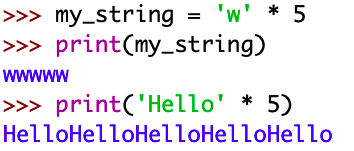 >>> my_string = 'w' * 5
>>> print(my_string)
wwwww
>>> print('Hello' * 5)
HelloHelloHelloHelloHello